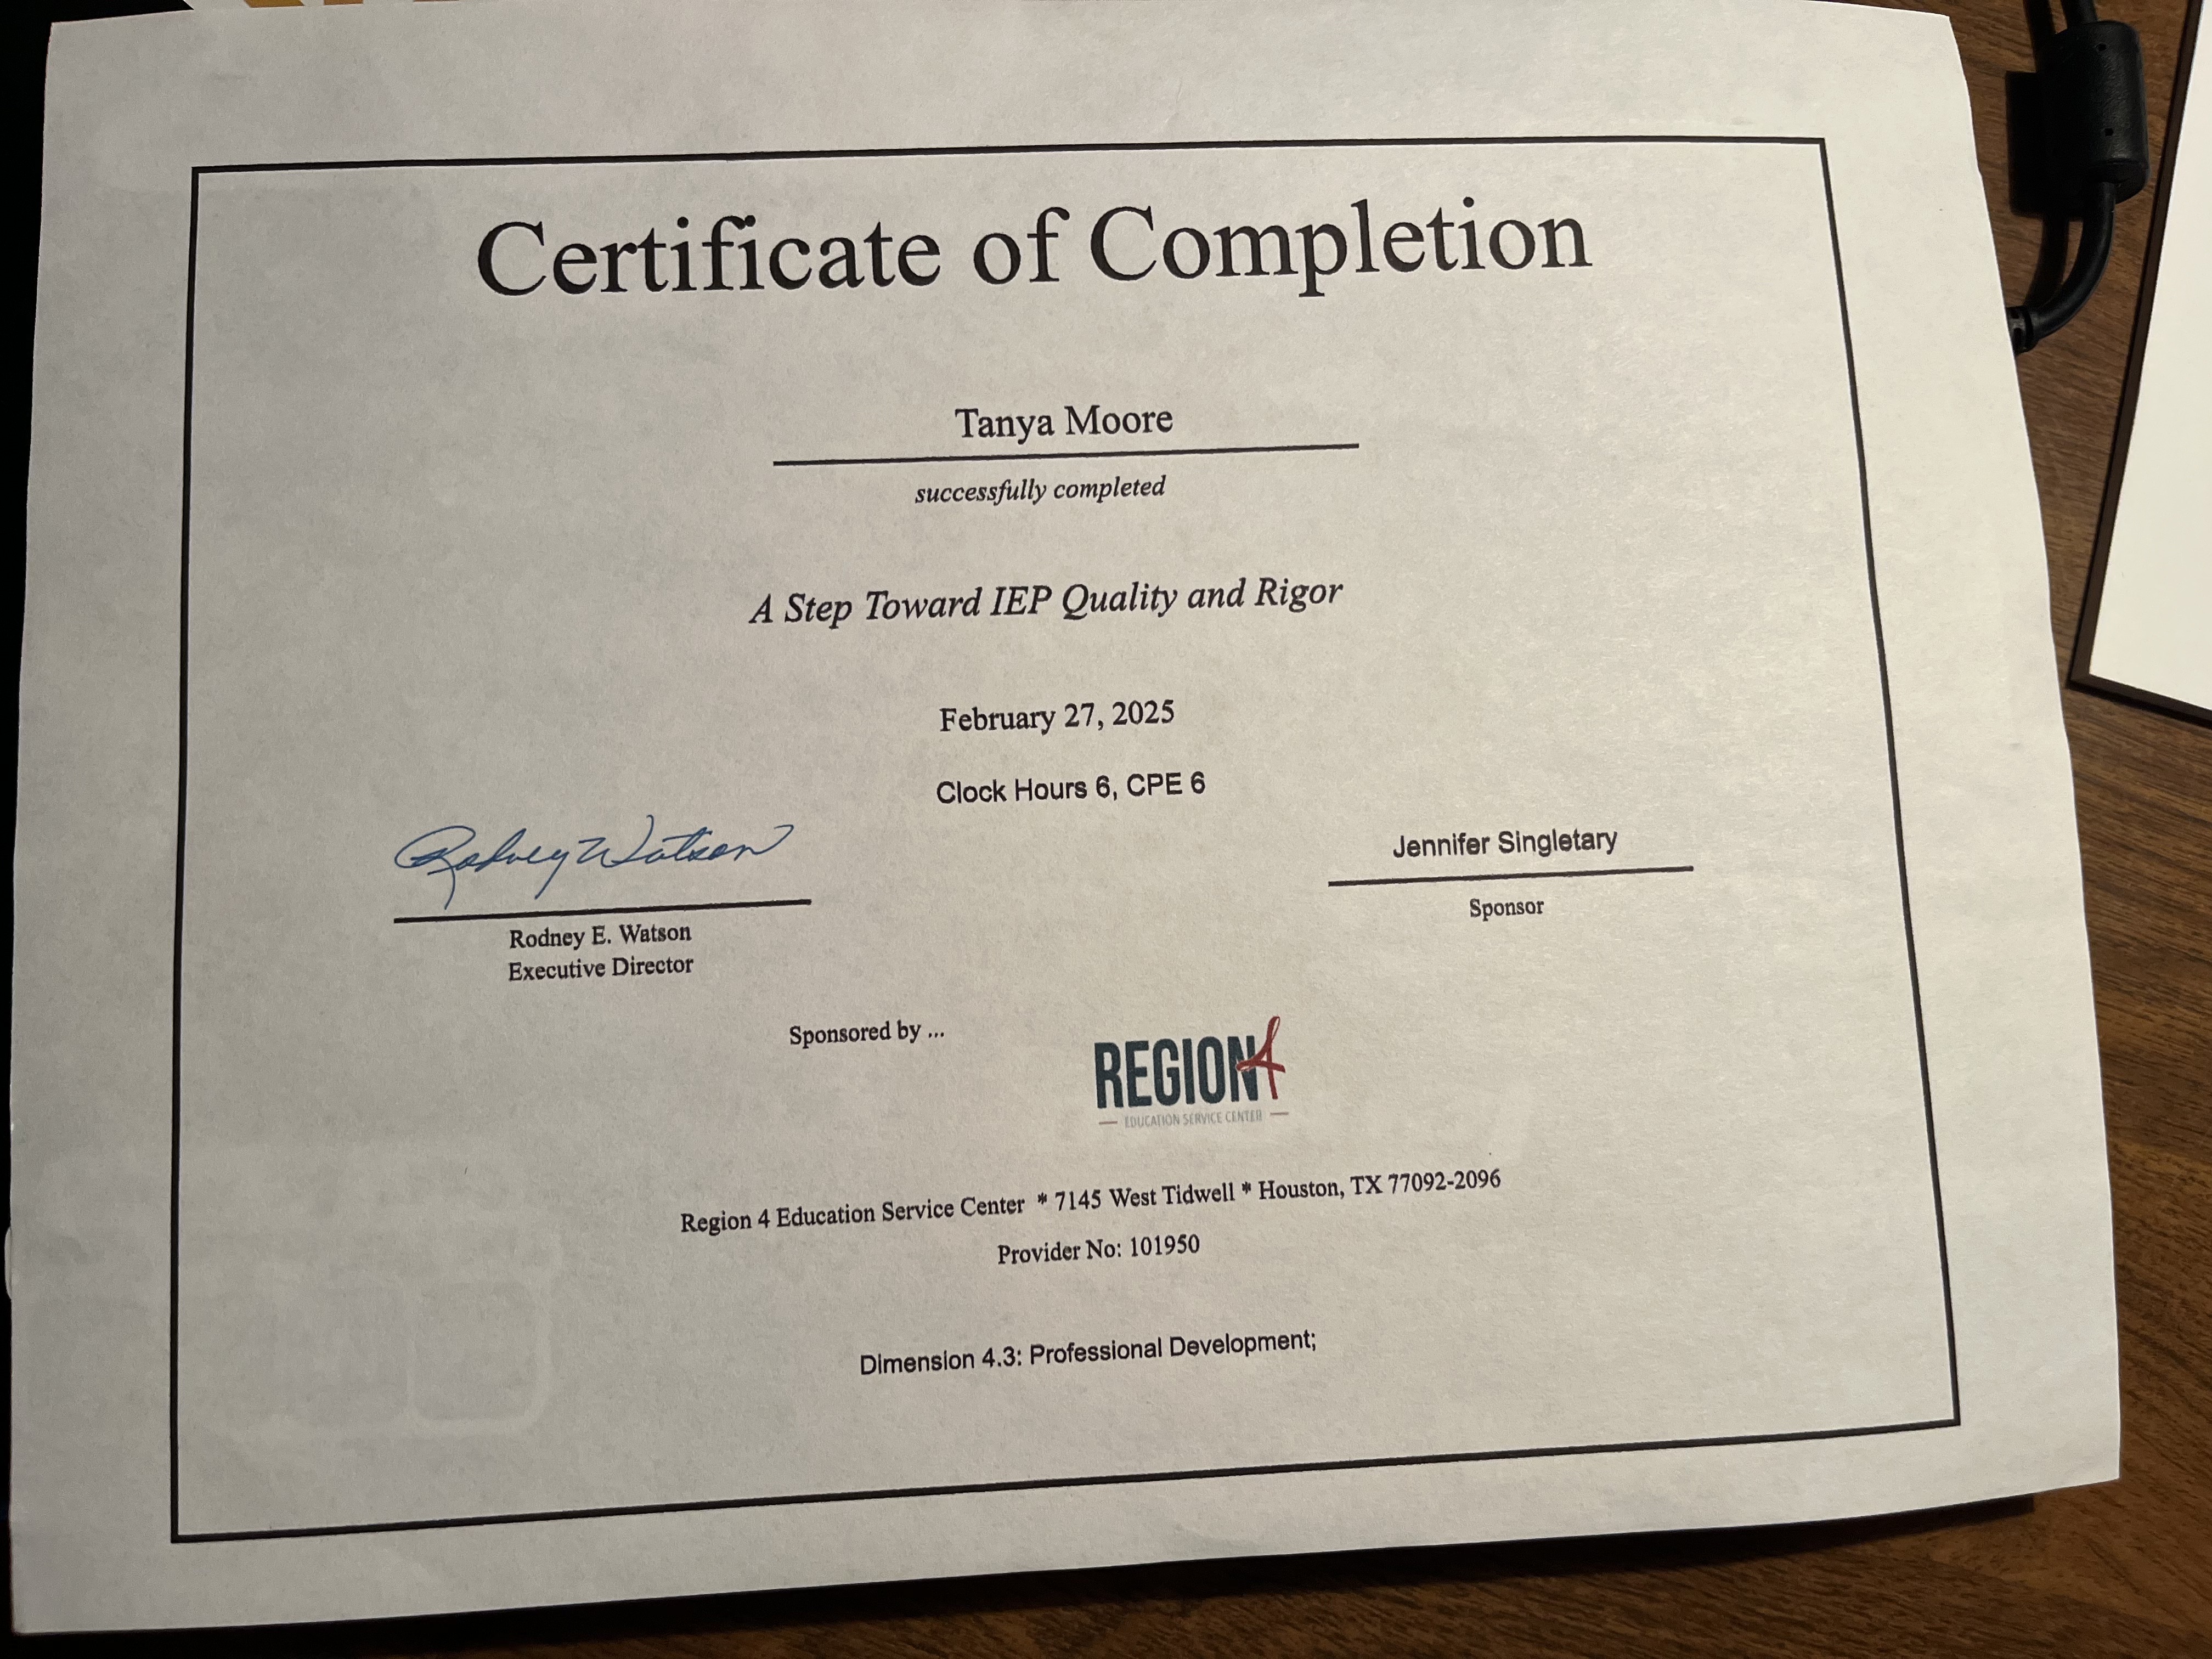 Certificate of Completion
Tanya Moore
successfully completed
A Step Toward IEP Quality and Rigor
February 27, 2025
Clock Hours 6, CPE 6
Rodney Watson
Jennifer Singletary
Rodney E. Watson
Sponsor
Executive Director
Sponsored by ...
REGION4
EDUCATION SERVICE CENTER
Region 4 Education Service Center * 7145 West Tidwell * Houston, TX 77092-2096
Provider No: 101950
Dimension 4.3: Professional Development;